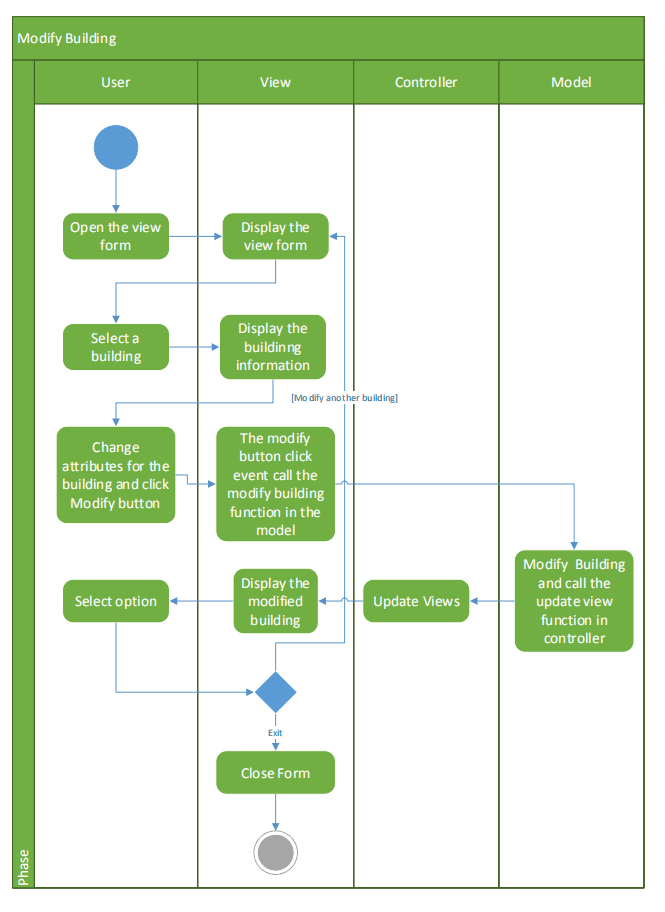 Modify Building
User
View
Controller
Model
Open the view
form
Display the
view form
Select a
building
Display the
building
information
[Modify another building]
Change
attributes for the
building and click
Modify button
The modify
button click
event call the
modify building
function in the
model
Modify Building
and call the
update view
function in
controller
Update Views
Display the
modified
building
Select option
Exit
Close Form
Phase